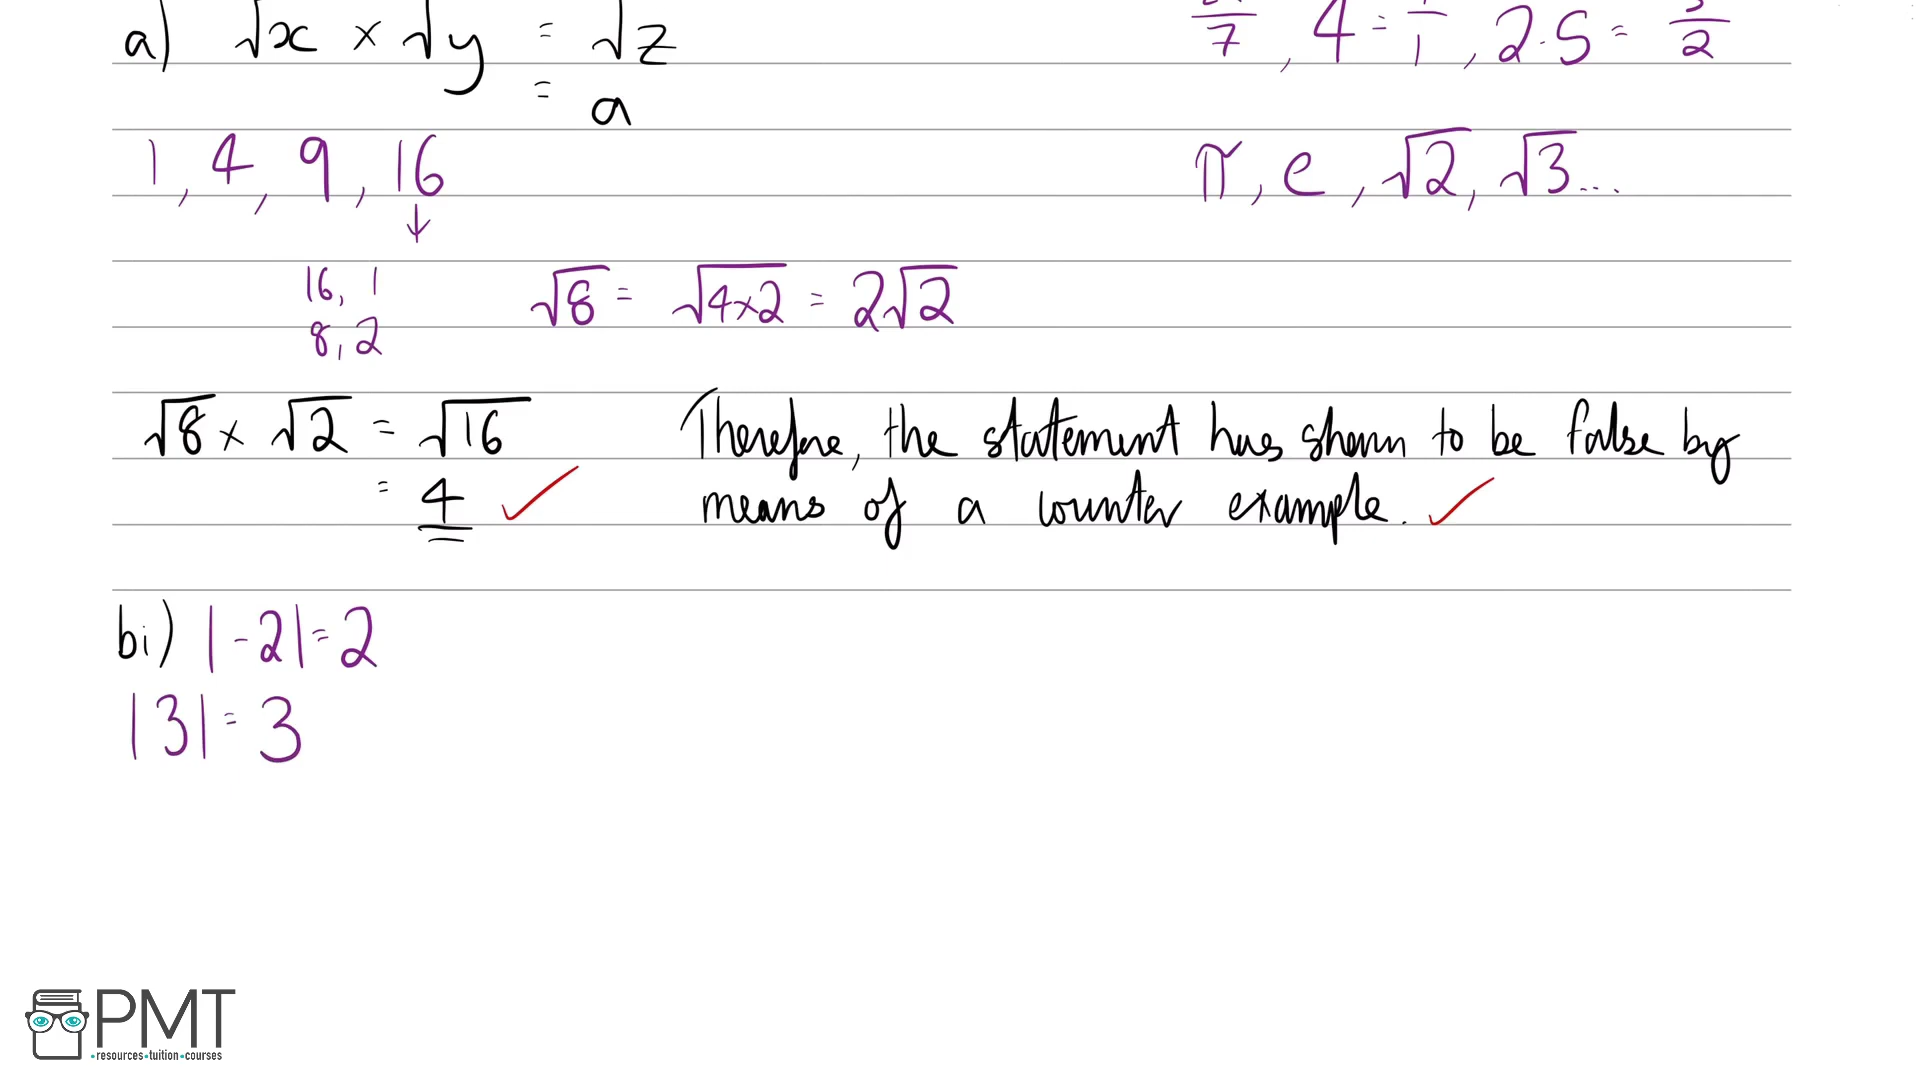 a) √x × √y = √z
= a
7, 4 = 1, 2.5 = 5/2
1, 4, 9, 16
π, e, √2, √3...
↓
16, 1
8, 2
√8 = √4×2 = 2√2
√8 × √2 = √16
= 4 ✓
Therefore, the statement has shown to be false by
means of a counter example. ✓
bi) |-2| = 2
|3| = 3
PMT
•resources•tuition•courses